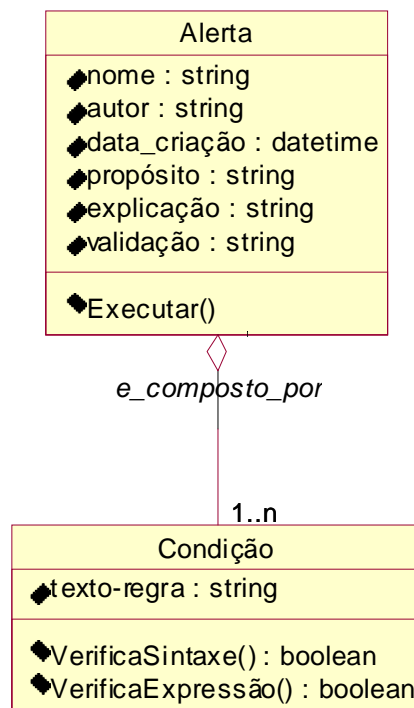 Alerta
nome : string
autor : string
data_criação : datetime
propósito : string
explicação : string
validação : string
Executar()
e_composto_por
1..n
Condição
texto-regra : string
VerificaSintaxe() : boolean
VerificaExpressão() : boolean